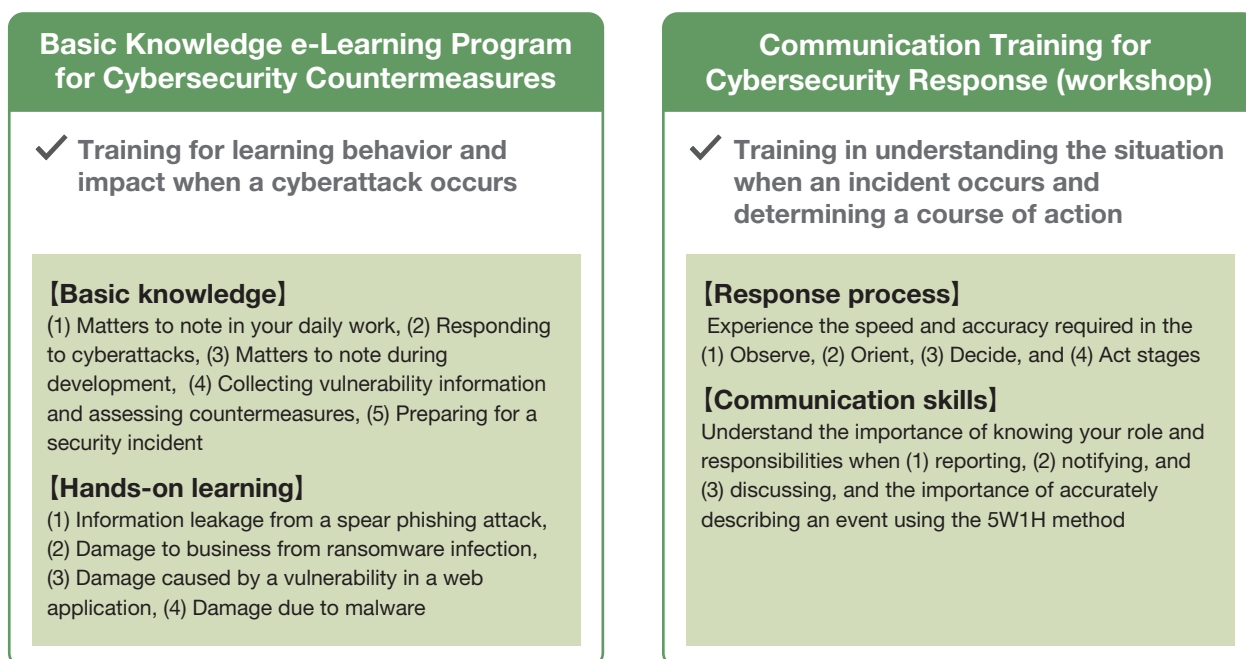 Basic Knowledge e-Learning Program
for Cybersecurity Countermeasures
Training for learning behavior and
impact when a cyberattack occurs
【Basic knowledge】
(1) Matters to note in your daily work, (2) Responding
to cyberattacks, (3) Matters to note during
development, (4) Collecting vulnerability information
and assessing countermeasures, (5) Preparing for a
security incident
【Hands-on learning】
(1) Information leakage from a spear phishing attack,
(2) Damage to business from ransomware infection,
(3) Damage caused by a vulnerability in a web
application, (4) Damage due to malware
Communication Training for
Cybersecurity Response (workshop)
Training in understanding the situation
when an incident occurs and
determining a course of action
【Response process】
Experience the speed and accuracy required in the
(1) Observe, (2) Orient, (3) Decide, and (4) Act stages
【Communication skills】
Understand the importance of knowing your role and
responsibilities when (1) reporting, (2) notifying, and
(3) discussing, and the importance of accurately
describing an event using the 5W1H method